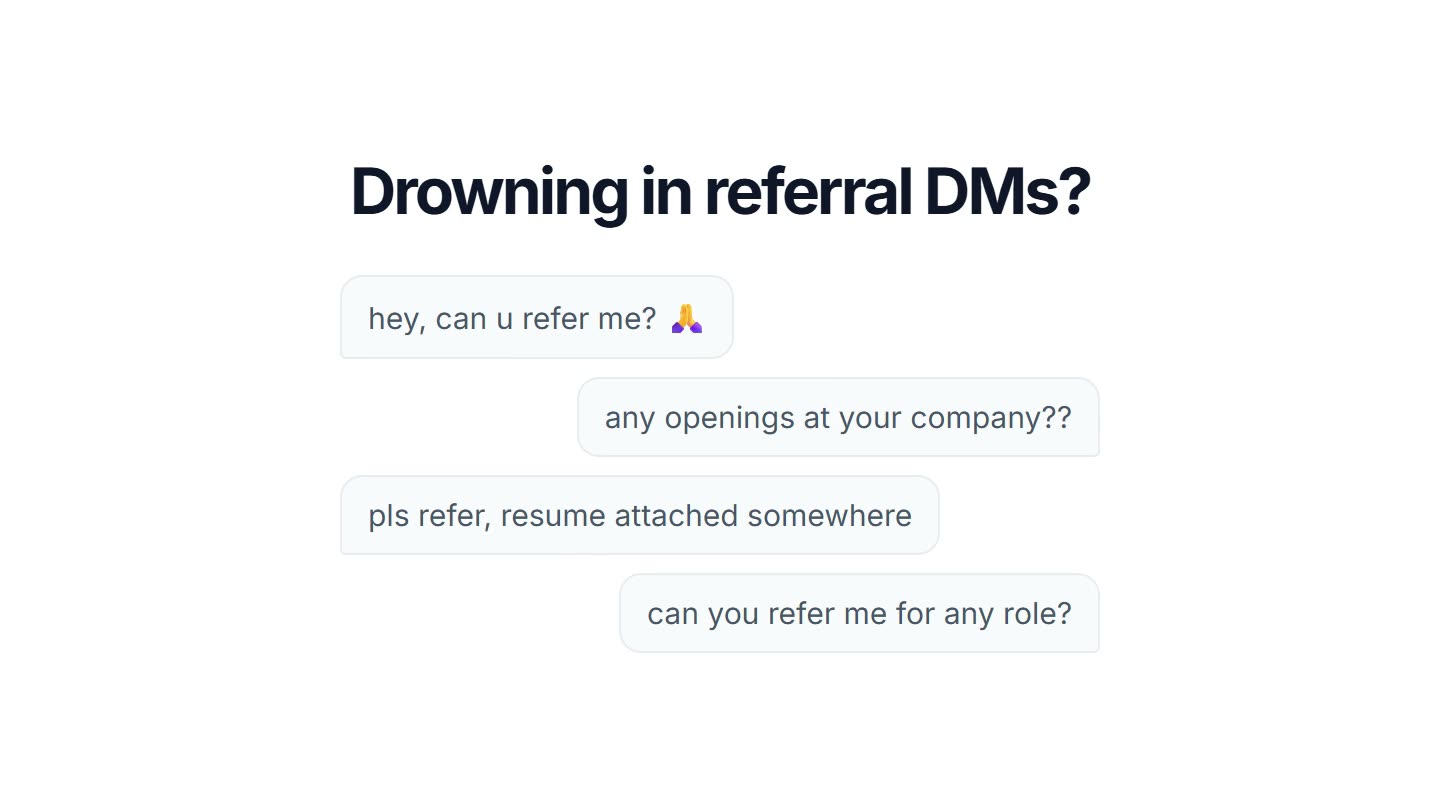 Drowning in referral DMs?
hey, can u refer me? 🙏
any openings at your company??
pls refer, resume attached somewhere
can you refer me for any role?